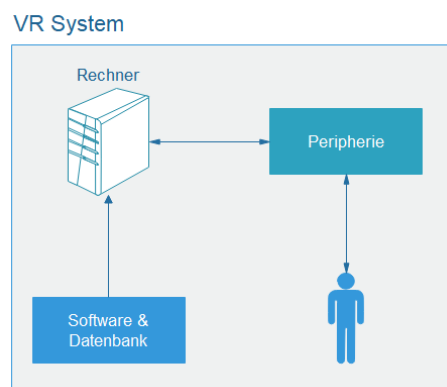 VR System
Rechner
Peripherie
Software &
Datenbank